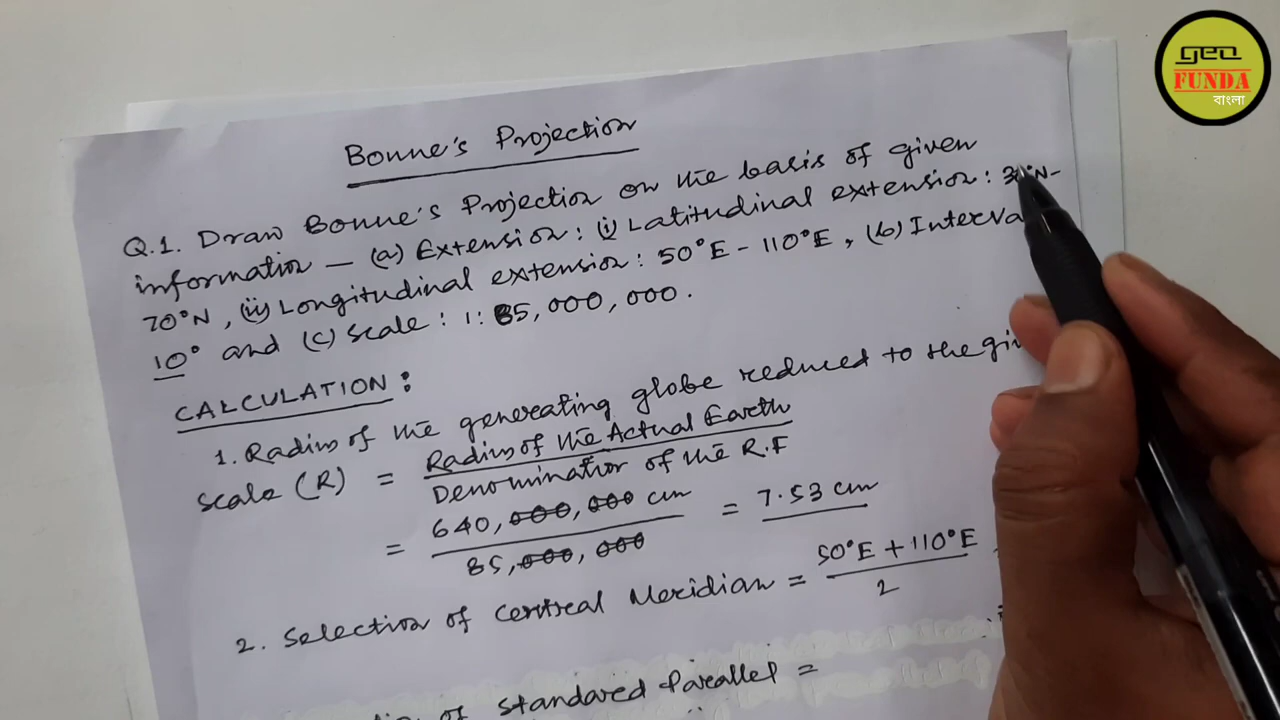 geo
FUNDA
বাংলা
Bonne's Projection
Q.1. Draw Bonne's Projection on the basis of given
information — (a) Extension: (i) Latitudinal extension: 30°N-
70°N, (ii) Longitudinal extension: 50°E - 110°E, (b) Interva
10° and (c) Scale: 1: 85,000,000.
CALCULATION:
1. Radius of the generating globe reduced to the gi
Scale (R) = Radius of the Actual Earth
Denominator of the R.F
= 640,000,000 cm
85,000,000
= 7.53 cm
2. Selection of Central Meridian = 50°E + 110°E
2
of Standared Parallel =